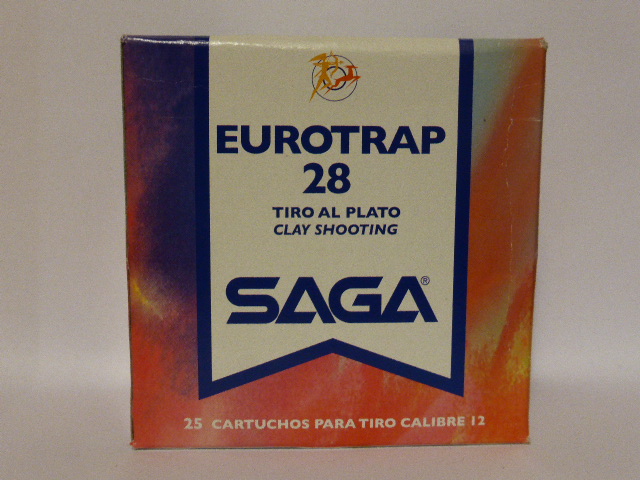 EUROTRAP
28
TIRO AL PLATO
CLAY SHOOTING
SAGA®
25 CARTUCHOS PARA TIRO CALIBRE 12